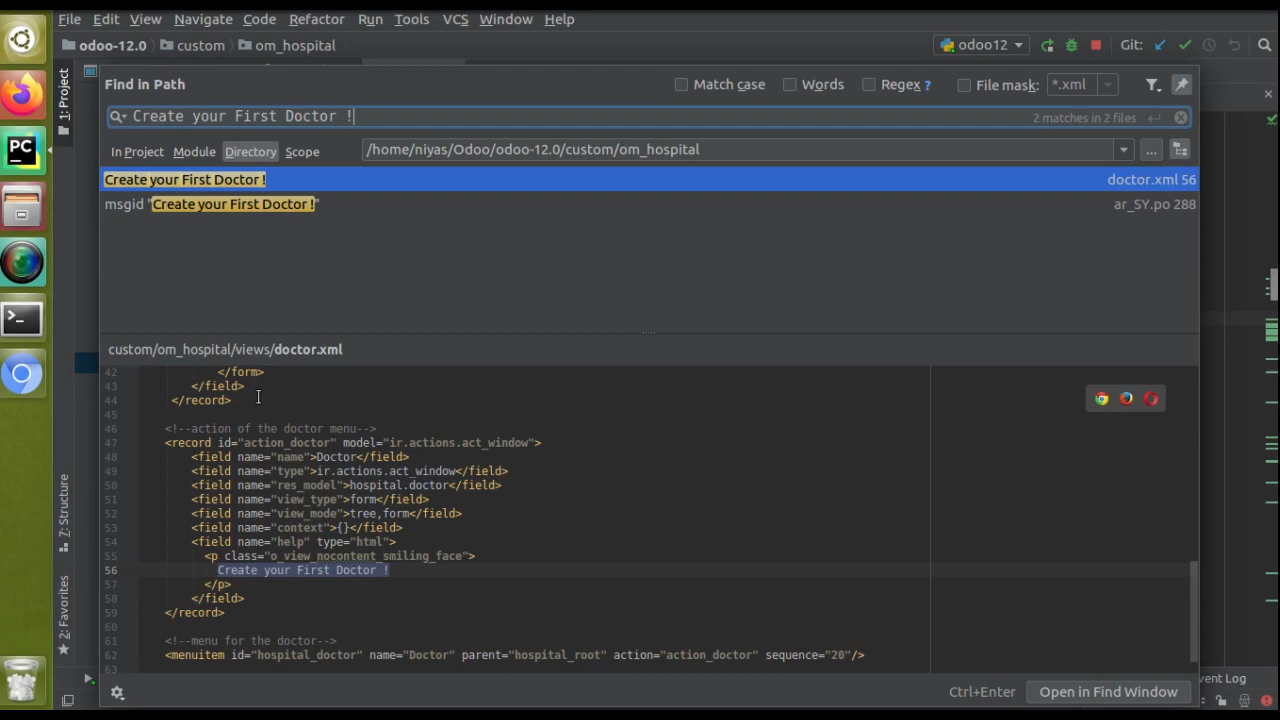 File Edit View Navigate Code Refactor Run Tools VCS Window Help
odoo-12.0 custom om_hospital odoo12 Git:
1: Project
Find in Path Match case Words Regex ? File mask: *.xml
Create your First Doctor ! 2 matches in 2 files
In Project Module Directory Scope /home/niyas/Odoo/odoo-12.0/custom/om_hospital ...
Create your First Doctor ! doctor.xml 56
msgid "Create your First Doctor !" ar_SY.po 288
custom/om_hospital/views/doctor.xml
42 </form>
43 </field>
44 </record>
45
46 <!--action of the doctor menu-->
47 <record id="action_doctor" model="ir.actions.act_window">
48 <field name="name">Doctor</field>
49 <field name="type">ir.actions.act_window</field>
50 <field name="res_model">hospital.doctor</field>
51 <field name="view_type">form</field>
52 <field name="view_mode">tree,form</field>
53 <field name="context">{}</field>
54 <field name="help" type="html">
55 <p class="o_view_nocontent_smiling_face">
56 Create your First Doctor !
57 </p>
58 </field>
59 </record>
60
61 <!--menu for the doctor-->
62 <menuitem id="hospital_doctor" name="Doctor" parent="hospital_root" action="action_doctor" sequence="20"/>
63
7: Structure
2: Favorites
Ctrl+Enter Open in Find Window
vent Log
PC